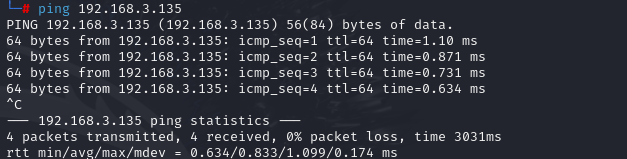 └─# ping 192.168.3.135
PING 192.168.3.135 (192.168.3.135) 56(84) bytes of data.
64 bytes from 192.168.3.135: icmp_seq=1 ttl=64 time=1.10 ms
64 bytes from 192.168.3.135: icmp_seq=2 ttl=64 time=0.871 ms
64 bytes from 192.168.3.135: icmp_seq=3 ttl=64 time=0.731 ms
64 bytes from 192.168.3.135: icmp_seq=4 ttl=64 time=0.634 ms
^C
--- 192.168.3.135 ping statistics ---
4 packets transmitted, 4 received, 0% packet loss, time 3031ms
rtt min/avg/max/mdev = 0.634/0.833/1.099/0.174 ms